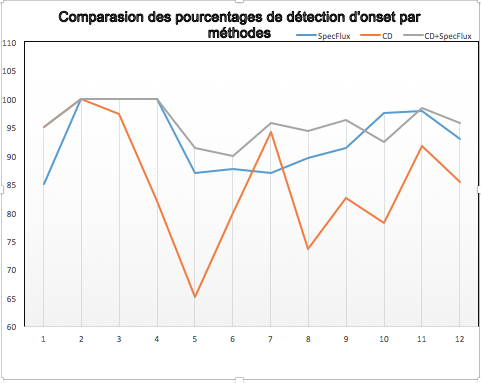 Comparasion des pourcentages de détection d'onset par
méthodes
SpecFlux CD CD+SpecFlux
110
105
100
95
90
85
80
75
70
65
60
1 2 3 4 5 6 7 8 9 10 11 12